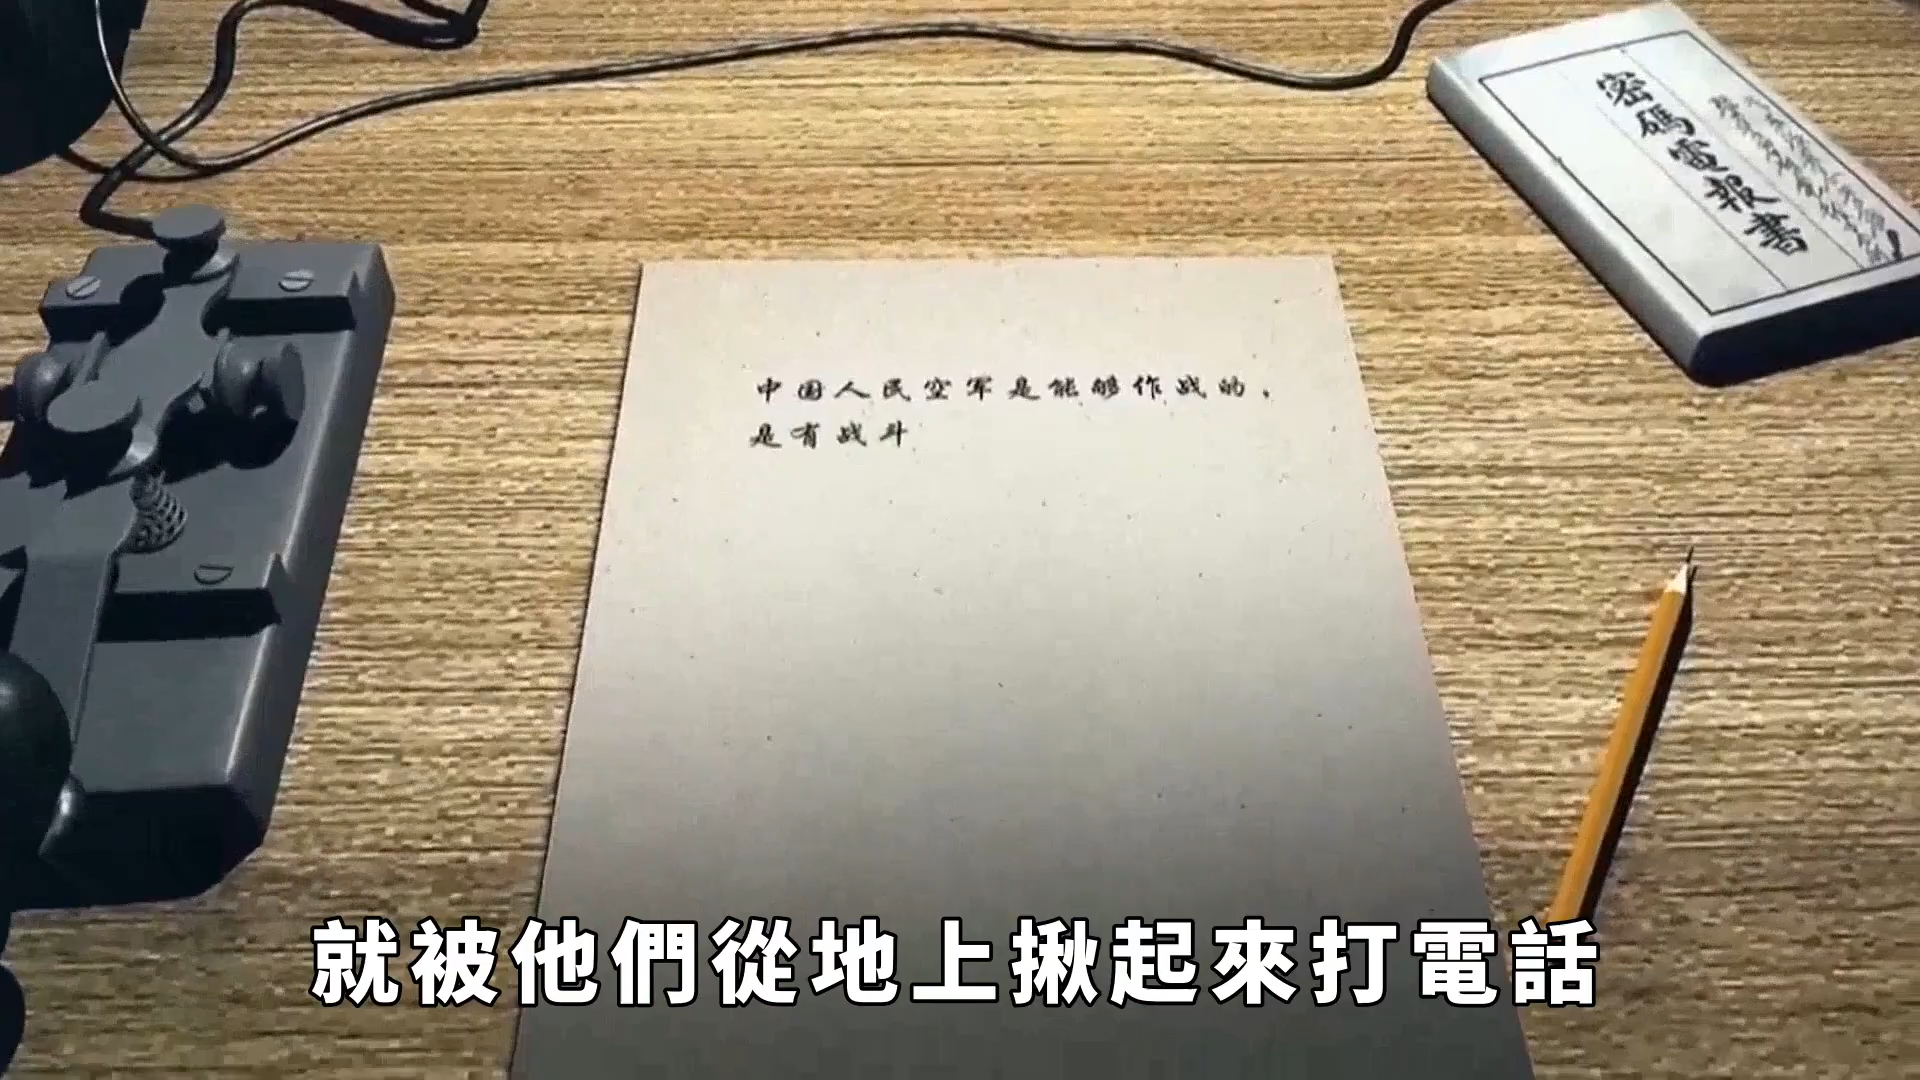 密碼電報書
中国人民空军是能够作战的，
是有战斗
就被他們從地上揪起來打電話